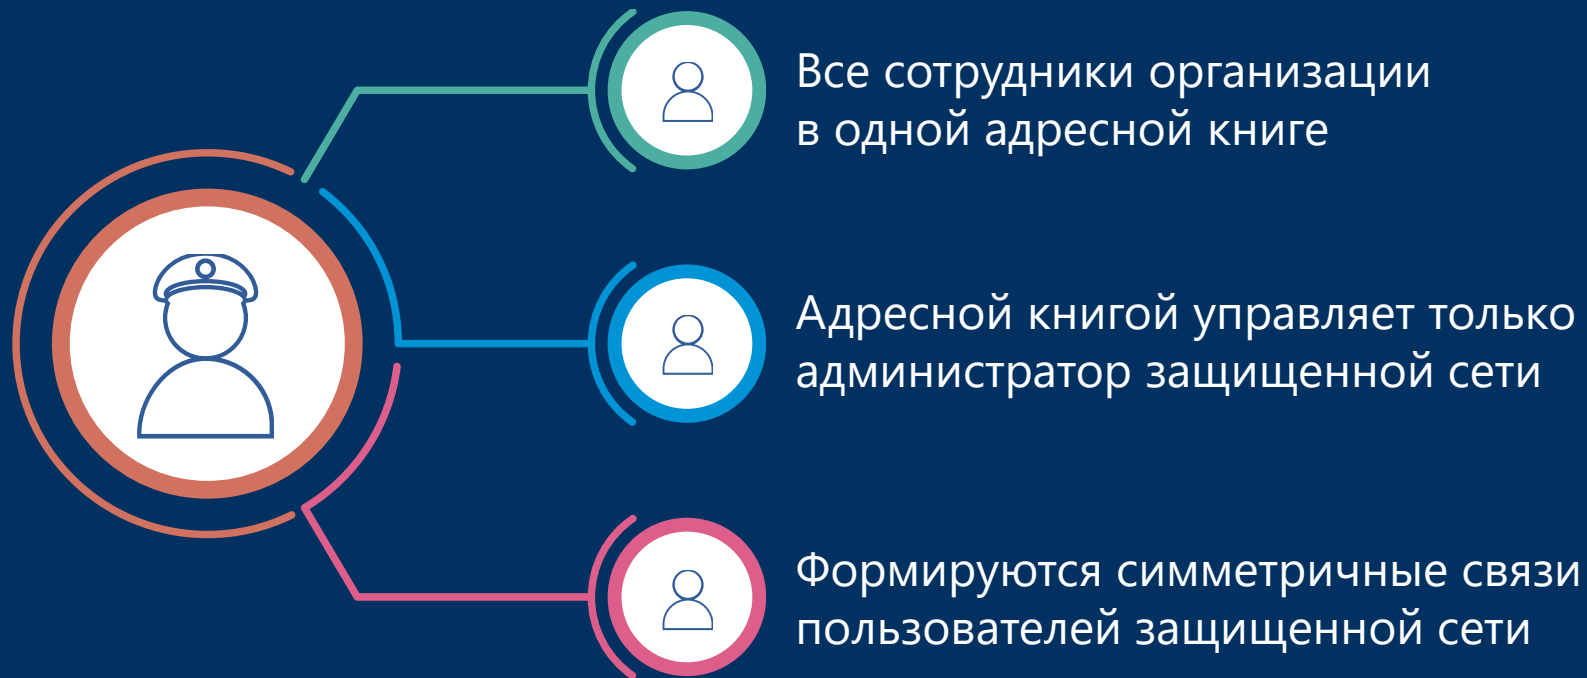 Все сотрудники организации
в одной адресной книге
Адресной книгой управляет только
администратор защищенной сети
Формируются симметричные связи
пользователей защищенной сети